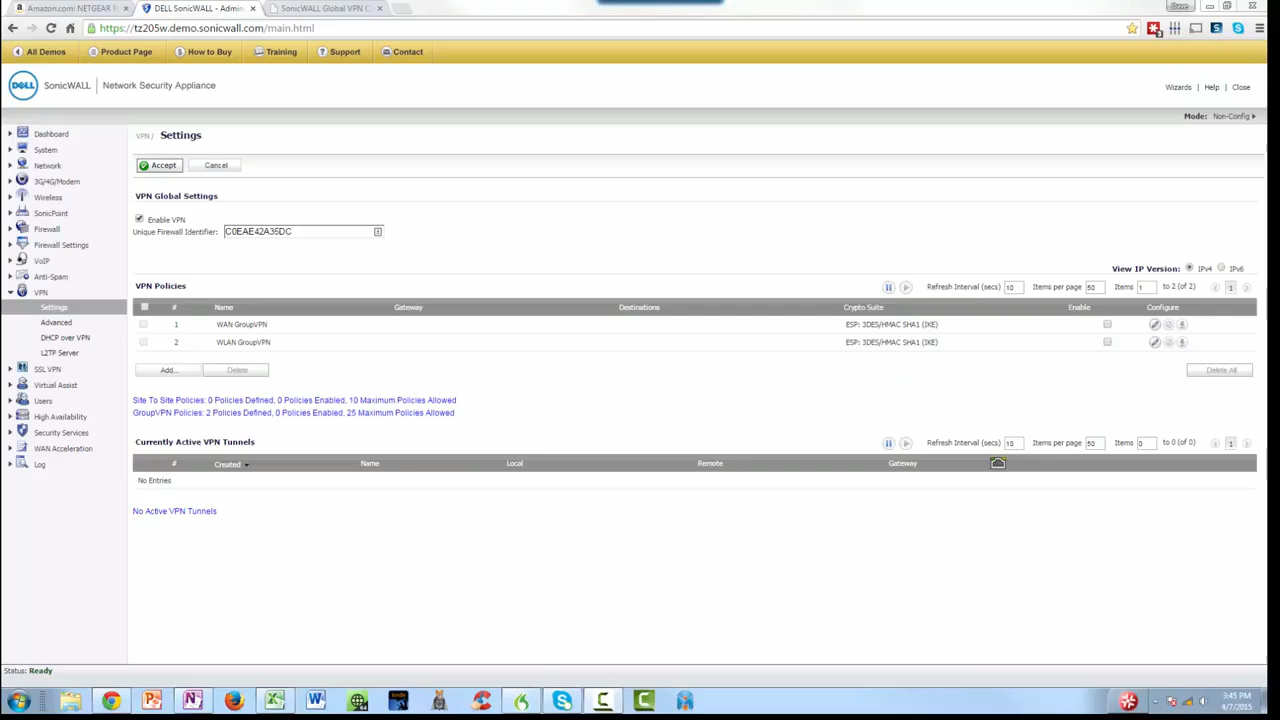 Amazon.com: NETGEAR
DELL SonicWALL - Admin
SonicWALL Global VPN C
https://tz205w.demo.sonicwall.com/main.html
All Demos
Product Page
How to Buy
Training
Support
Contact
DELL
SonicWALL
Network Security Appliance
Wizards | Help | Close
Mode: Non-Config
Dashboard
System
Network
3G/4G/Modem
Wireless
SonicPoint
Firewall
Firewall Settings
VoIP
Anti-Spam
VPN
Settings
Advanced
DHCP over VPN
L2TP Server
SSL VPN
Virtual Assist
Users
High Availability
Security Services
WAN Acceleration
Log
VPN / Settings
Accept
Cancel
VPN Global Settings
Enable VPN
Unique Firewall Identifier: C0EAE42A35DC
View IP Version: IPv4 IPv6
VPN Policies
Refresh Interval (secs) 10 Items per page 50 Items 1 to 2 (of 2) 1
# Name Gateway Destinations Crypto Suite Enable Configure
1 WAN GroupVPN ESP: 3DES/HMAC SHA1 (IKE)
2 WLAN GroupVPN ESP: 3DES/HMAC SHA1 (IKE)
Add...
Delete
Delete All
Site To Site Policies: 0 Policies Defined, 0 Policies Enabled, 10 Maximum Policies Allowed
GroupVPN Policies: 2 Policies Defined, 0 Policies Enabled, 25 Maximum Policies Allowed
Currently Active VPN Tunnels
Refresh Interval (secs) 10 Items per page 50 Items 0 to 0 (of 0) 1
# Created Name Local Remote Gateway
No Entries
No Active VPN Tunnels
Status: Ready
3:45 PM
4/7/2015